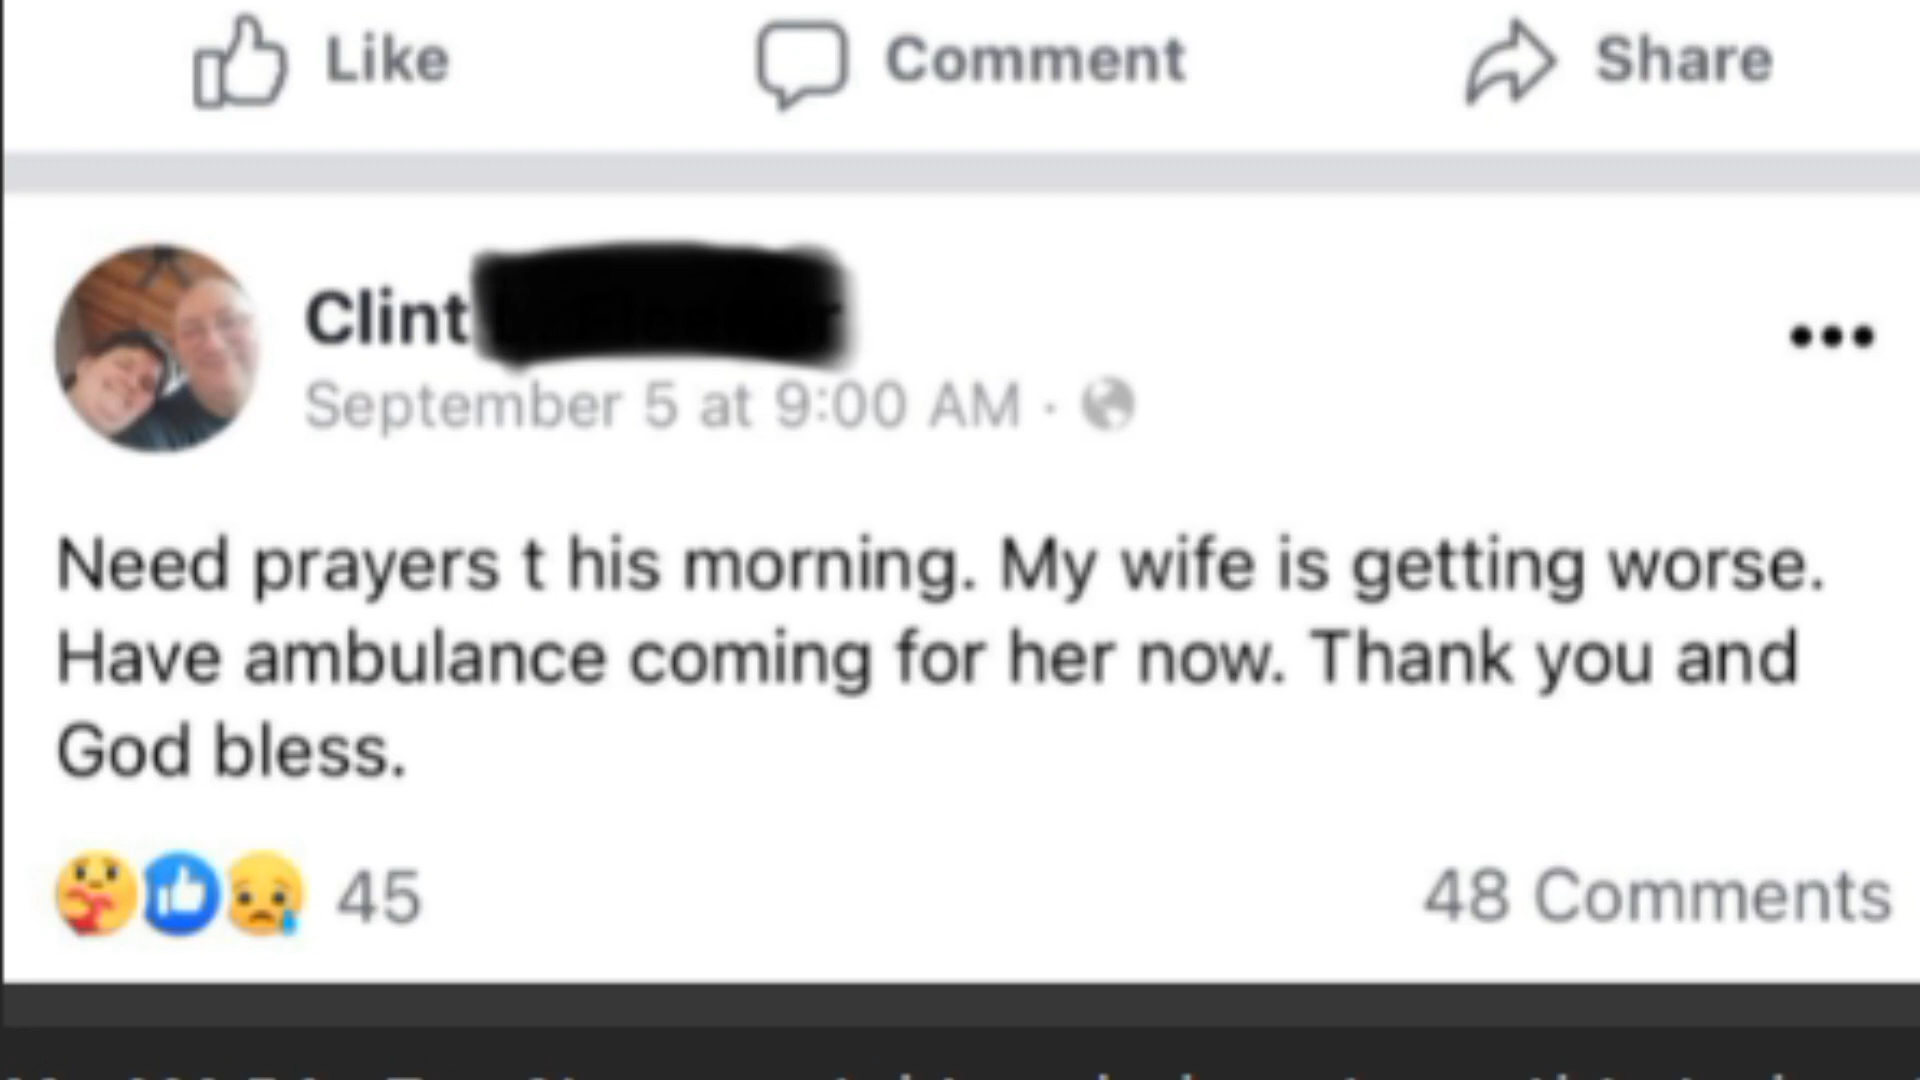 Like Comment Share
Clint
September 5 at 9:00 AM ·
Need prayers t his morning. My wife is getting worse.
Have ambulance coming for her now. Thank you and
God bless.
45 48 Comments